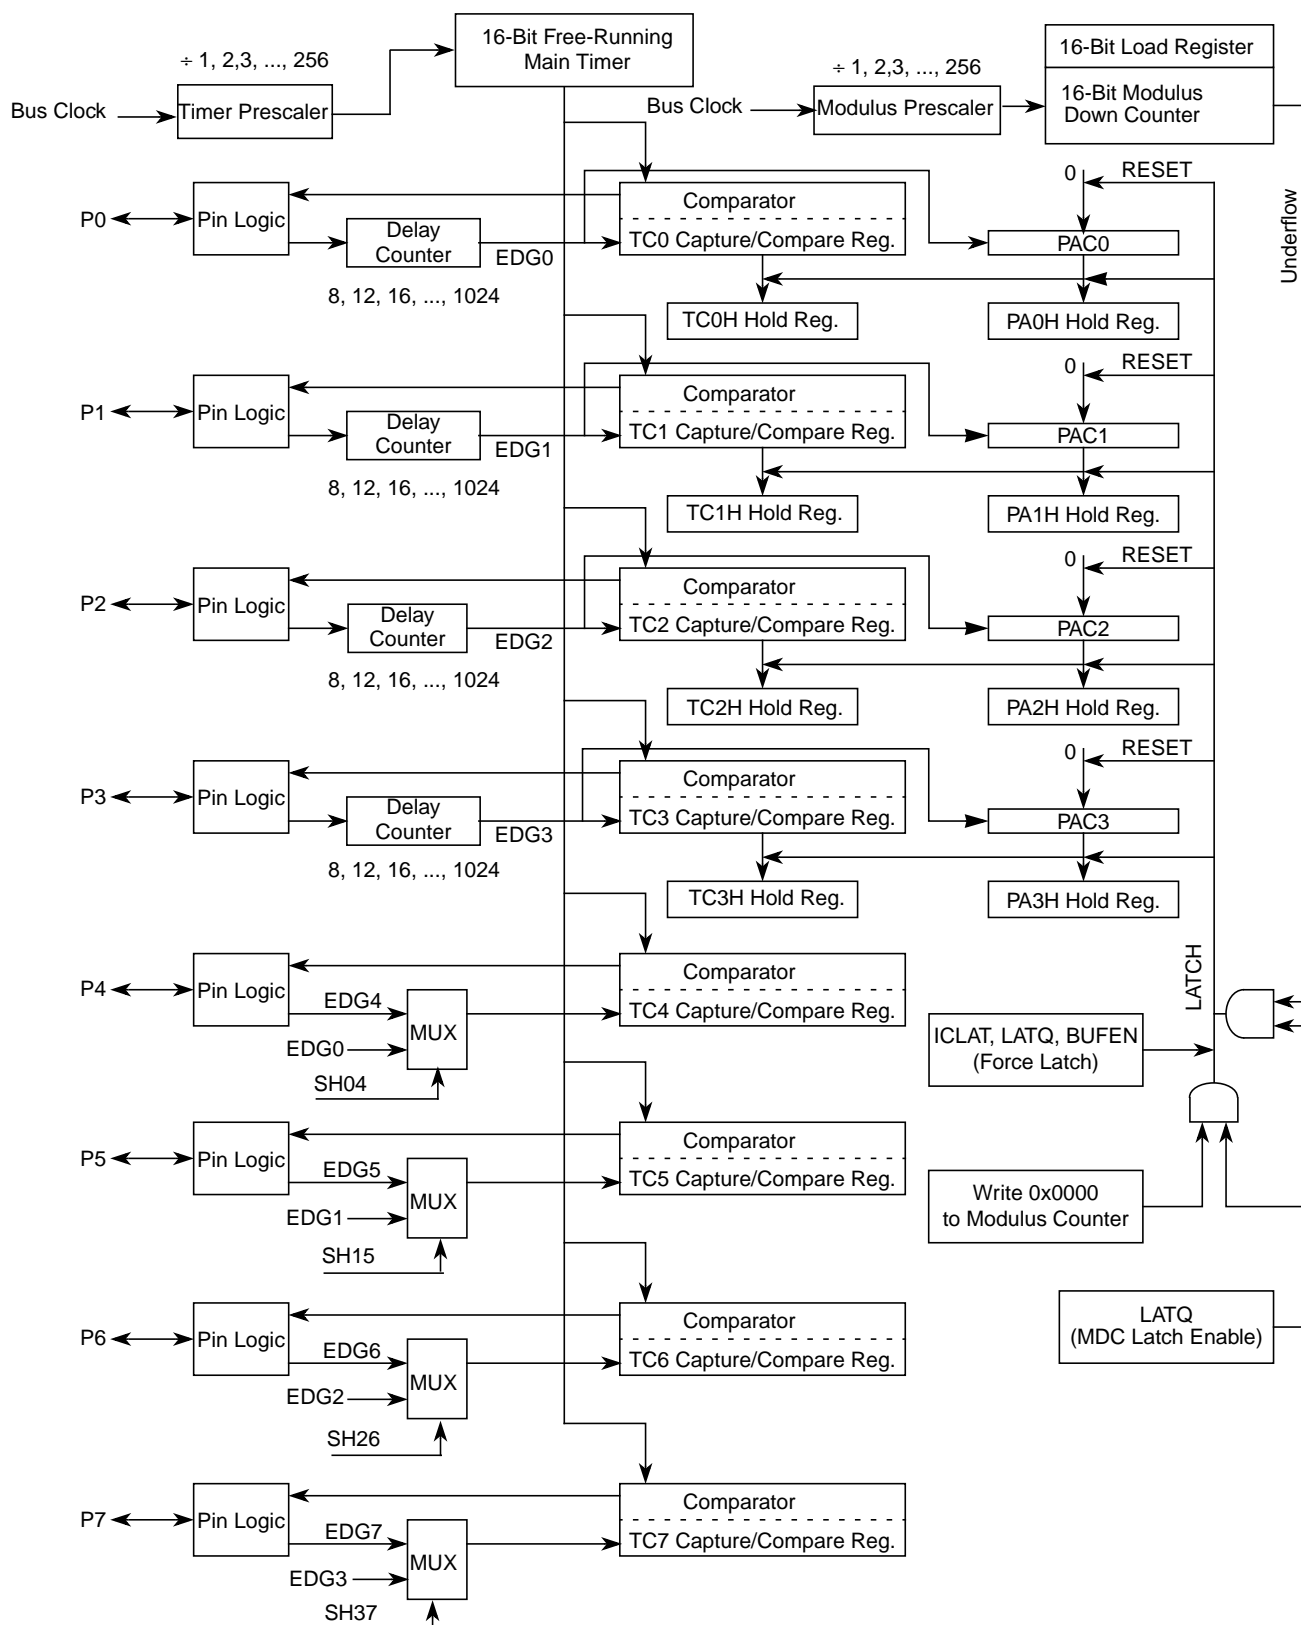 16-Bit Free-Running
Main Timer
16-Bit Load Register
16-Bit Modulus
Down Counter
÷ 1, 2,3, ..., 256
Bus Clock
Timer Prescaler
÷ 1, 2,3, ..., 256
Bus Clock
Modulus Prescaler
Underflow
P0
Pin Logic
Delay
Counter
EDG0
8, 12, 16, ..., 1024
Comparator
TC0 Capture/Compare Reg.
TC0H Hold Reg.
0
RESET
PAC0
PA0H Hold Reg.
P1
Pin Logic
Delay
Counter
EDG1
8, 12, 16, ..., 1024
Comparator
TC1 Capture/Compare Reg.
TC1H Hold Reg.
0
RESET
PAC1
PA1H Hold Reg.
P2
Pin Logic
Delay
Counter
EDG2
8, 12, 16, ..., 1024
Comparator
TC2 Capture/Compare Reg.
TC2H Hold Reg.
0
RESET
PAC2
PA2H Hold Reg.
P3
Pin Logic
Delay
Counter
EDG3
8, 12, 16, ..., 1024
Comparator
TC3 Capture/Compare Reg.
TC3H Hold Reg.
0
RESET
PAC3
PA3H Hold Reg.
LATCH
P4
Pin Logic
EDG4
EDG0
MUX
SH04
Comparator
TC4 Capture/Compare Reg.
ICLAT, LATQ, BUFEN
(Force Latch)
P5
Pin Logic
EDG5
EDG1
MUX
SH15
Comparator
TC5 Capture/Compare Reg.
Write 0x0000
to Modulus Counter
P6
Pin Logic
EDG6
EDG2
MUX
SH26
Comparator
TC6 Capture/Compare Reg.
LATQ
(MDC Latch Enable)
P7
Pin Logic
EDG7
EDG3
MUX
SH37
Comparator
TC7 Capture/Compare Reg.